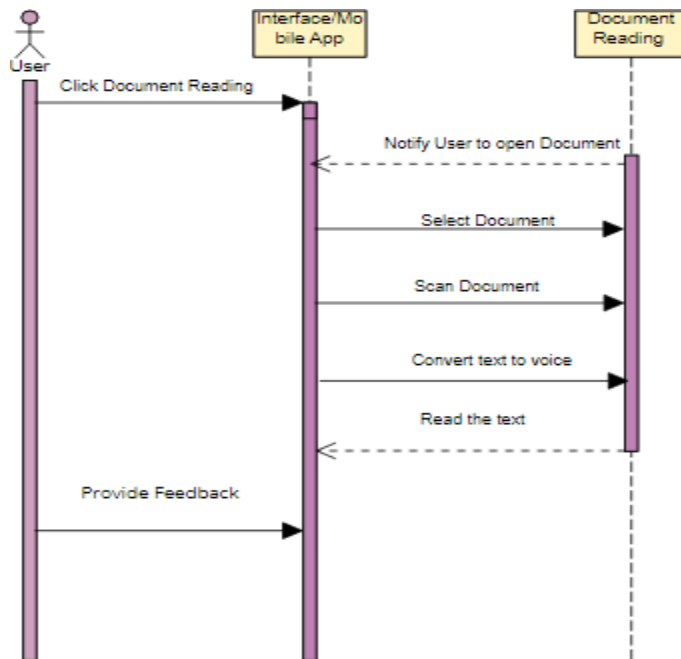 Interface/Mo
bile App
Document
Reading
User
Click Document Reading
Notify User to open Document
Select Document
Scan Document
Convert text to voice
Read the text
Provide Feedback